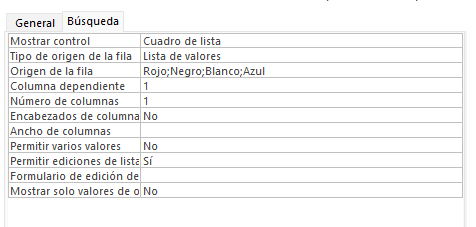 General Búsqueda
Mostrar control Cuadro de lista
Tipo de origen de la fila Lista de valores
Origen de la fila Rojo;Negro;Blanco;Azul
Columna dependiente 1
Número de columnas 1
Encabezados de columna No
Ancho de columnas
Permitir varios valores No
Permitir ediciones de lista Sí
Formulario de edición de
Mostrar solo valores de o No